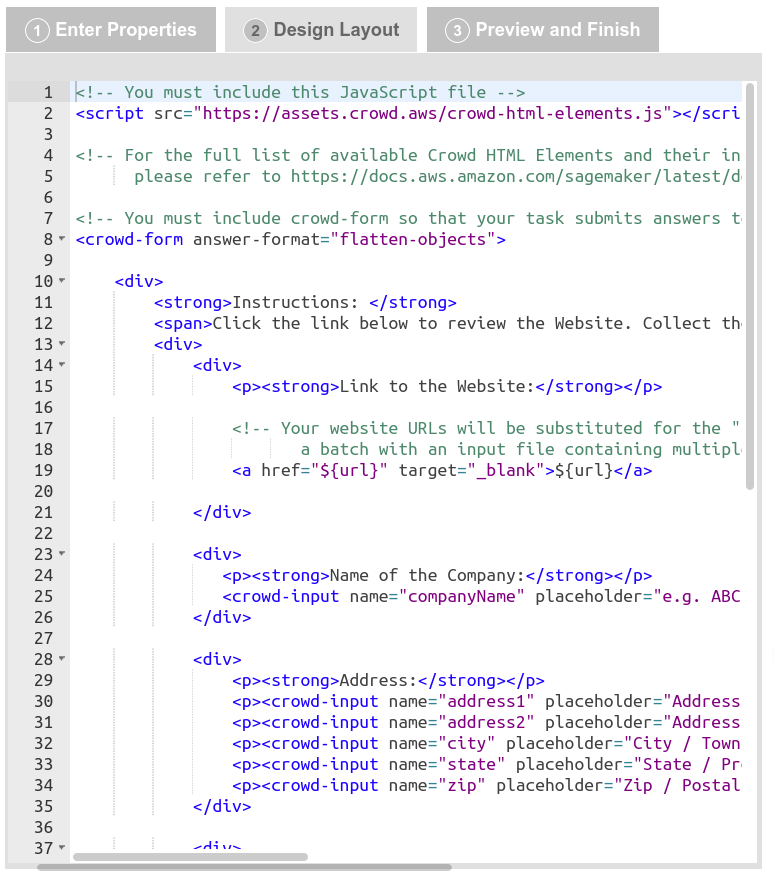 1 Enter Properties 2 Design Layout 3 Preview and Finish
1 <!-- You must include this JavaScript file -->
2 <script src="https://assets.crowd.aws/crowd-html-elements.js"></scri
3
4 <!-- For the full list of available Crowd HTML Elements and their in
5 please refer to https://docs.aws.amazon.com/sagemaker/latest/d
6
7 <!-- You must include crowd-form so that your task submits answers t
8 <crowd-form answer-format="flatten-objects">
9
10 <div>
11 <strong>Instructions: </strong>
12 <span>Click the link below to review the Website. Collect th
13 <div>
14 <div>
15 <p><strong>Link to the Website:</strong></p>
16
17 <!-- Your website URLs will be substituted for the "
18 a batch with an input file containing multipl
19 <a href="${url}" target="_blank">${url}</a>
20
21 </div>
22
23 <div>
24 <p><strong>Name of the Company:</strong></p>
25 <crowd-input name="companyName" placeholder="e.g. ABC
26 </div>
27
28 <div>
29 <p><strong>Address:</strong></p>
30 <p><crowd-input name="address1" placeholder="Address
31 <p><crowd-input name="address2" placeholder="Address
32 <p><crowd-input name="city" placeholder="City / Town
33 <p><crowd-input name="state" placeholder="State / Pr
34 <p><crowd-input name="zip" placeholder="Zip / Postal
35 </div>
36
37 <div>